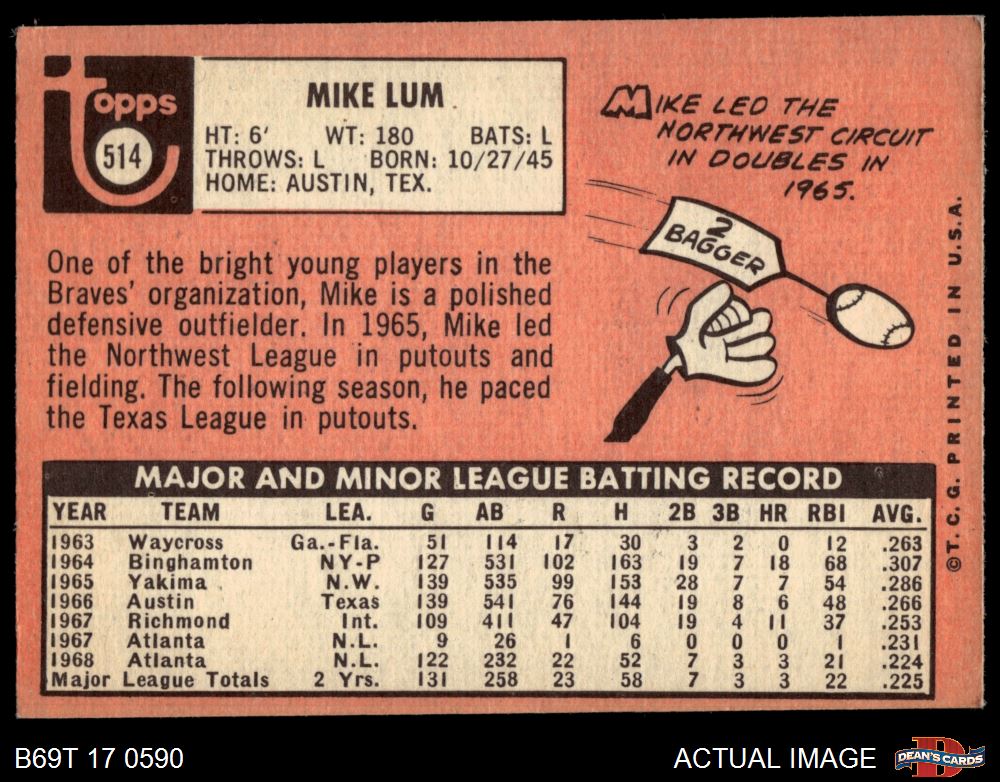 topps
514
MIKE LUM
HT: 6' WT: 180 BATS: L
THROWS: L BORN: 10/27/45
HOME: AUSTIN, TEX.
MIKE LED THE
NORTHWEST CIRCUIT
IN DOUBLES IN
1965.
2
BAGGER
One of the bright young players in the
Braves' organization, Mike is a polished
defensive outfielder. In 1965, Mike led
the Northwest League in putouts and
fielding. The following season, he paced
the Texas League in putouts.
©T. C. G. PRINTED IN U.S.A.
MAJOR AND MINOR LEAGUE BATTING RECORD
YEAR TEAM LEA. G AB R H 2B 3B HR RBI AVG.
1963 Waycross Ga.-Fla. 51 114 17 30 3 2 0 12 .263
1964 Binghamton NY-P 127 531 102 163 19 7 18 68 .307
1965 Yakima N.W. 139 535 99 153 28 7 7 54 .286
1966 Austin Texas 139 541 76 144 19 8 6 48 .266
1967 Richmond Int. 109 411 47 104 19 4 11 37 .253
1967 Atlanta N.L. 9 26 1 6 0 0 0 1 .231
1968 Atlanta N.L. 122 232 22 52 7 3 3 21 .224
Major League Totals 2 Yrs. 131 258 23 58 7 3 3 22 .225
B69T 17 0590
ACTUAL IMAGE
D
DEAN'S CARDS